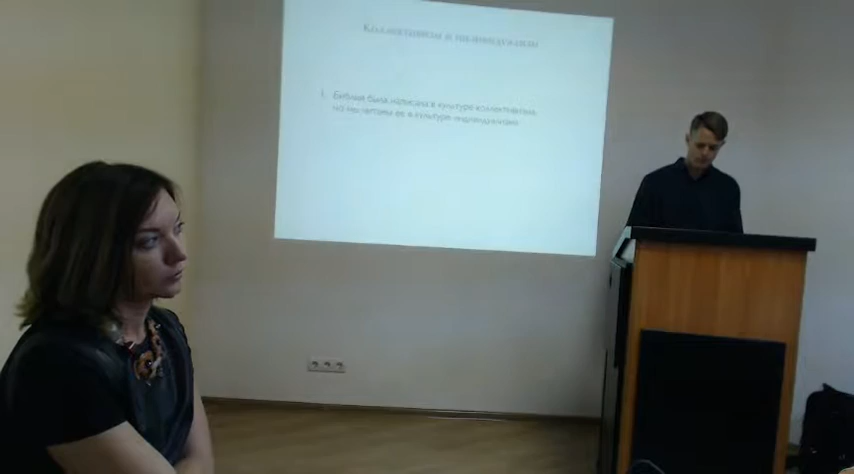 Коллективизм и индивидуализм
1. Библия была написана в культуре коллективизма,
но мы читаем ее в культуре индивидуализма